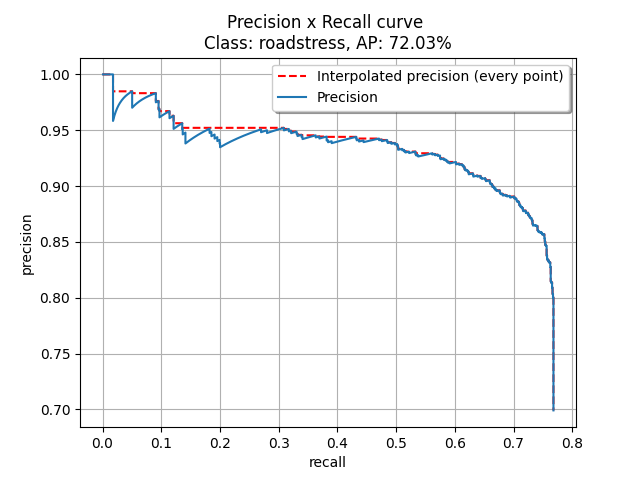 Precision x Recall curve
Class: roadstress, AP: 72.03%
Interpolated precision (every point)
Precision
1.00
0.95
0.90
0.85
0.80
0.75
0.70
precision
0.0 0.1 0.2 0.3 0.4 0.5 0.6 0.7 0.8
recall